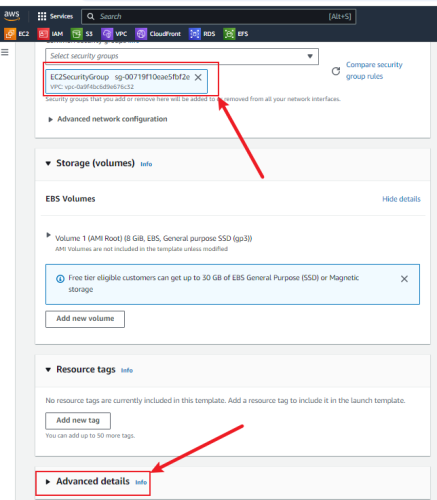 aws
Services
Search
[Alt+S]
EC2
IAM
S3
VPC
CloudFront
RDS
EFS
Select security groups
EC2SecurityGroup sg-00719f10eae5fbf2e
VPC: vpc-0a9f4bc6d9e676c32
Compare security
group rules
Security groups that you add or remove here will be added to or removed from all your network interfaces.
Advanced network configuration
Storage (volumes) Info
EBS Volumes
Hide details
Volume 1 (AMI Root) (8 GiB, EBS, General purpose SSD (gp3))
AMI Volumes are not included in the template unless modified
Free tier eligible customers can get up to 30 GB of EBS General Purpose (SSD) or Magnetic
storage
Add new volume
Resource tags Info
No resource tags are currently included in this template. Add a resource tag to include it in the launch template.
Add new tag
You can add up to 50 more tags.
Advanced details Info